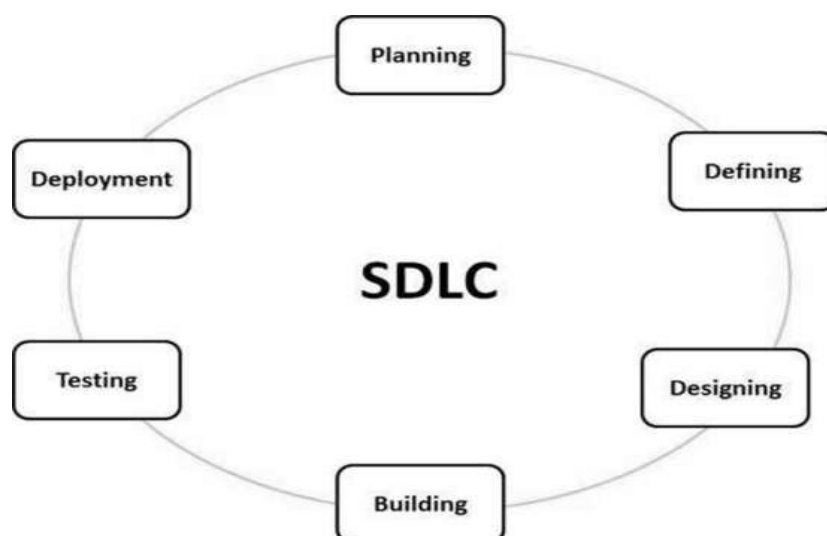 Planning
Deployment
Defining
SDLC
Testing
Designing
Building